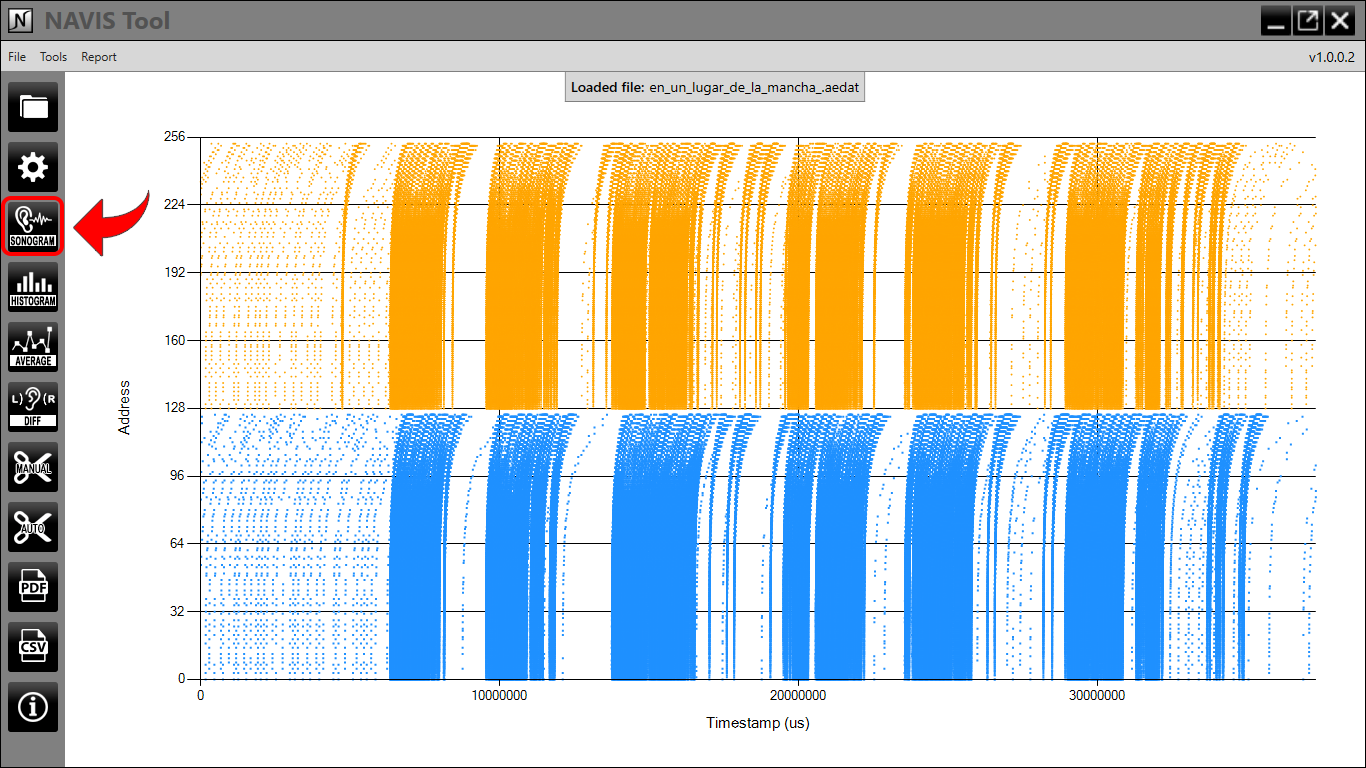 N NAVIS Tool
File Tools Report v1.0.0.2
Loaded file: en_un_lugar_de_la_mancha_.aedat
SONOGRAM
HISTOGRAM
AVERAGE
L) (R
DIFF
MANUAL
AUTO
PDF
CSV
i
256
224
192
160
128
96
64
32
0
Address
0 10000000 20000000 30000000
Timestamp (us)